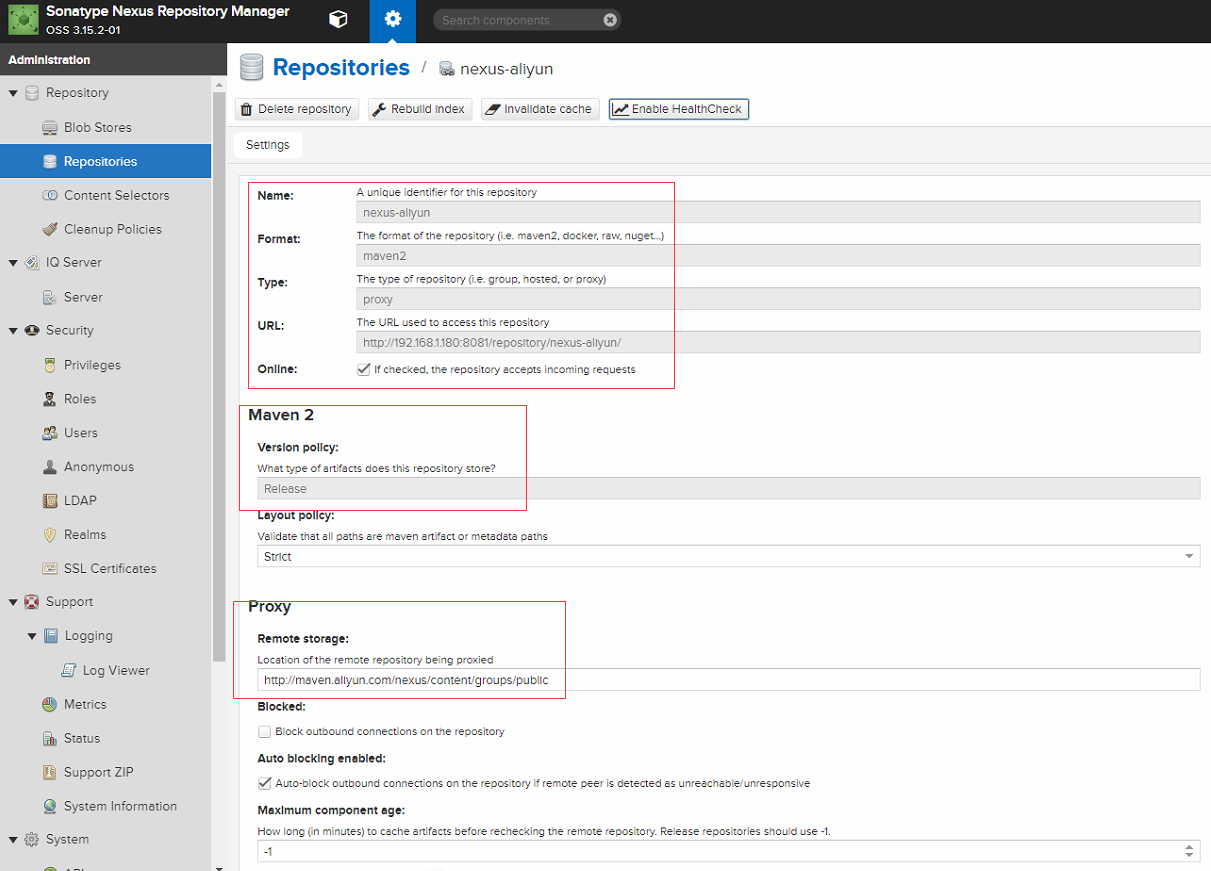 Sonatype Nexus Repository Manager
OSS 3.15.2-01
Search components
Administration
Repository
Blob Stores
Repositories
Content Selectors
Cleanup Policies
IQ Server
Server
Security
Privileges
Roles
Users
Anonymous
LDAP
Realms
SSL Certificates
Support
Logging
Log Viewer
Metrics
Status
Support ZIP
System Information
System
Repositories / nexus-aliyun
Delete repository
Rebuild index
Invalidate cache
Enable HealthCheck
Settings
Name:
A unique identifier for this repository
nexus-aliyun
Format:
The format of the repository (i.e. maven2, docker, raw, nuget...)
maven2
Type:
The type of repository (i.e. group, hosted, or proxy)
proxy
URL:
The URL used to access this repository
http://192.168.1.180:8081/repository/nexus-aliyun/
Online:
If checked, the repository accepts incoming requests
Maven 2
Version policy:
What type of artifacts does this repository store?
Release
Layout policy:
Validate that all paths are maven artifact or metadata paths
Strict
Proxy
Remote storage:
Location of the remote repository being proxied
http://maven.aliyun.com/nexus/content/groups/public
Blocked:
Block outbound connections on the repository
Auto blocking enabled:
Auto-block outbound connections on the repository if remote peer is detected as unreachable/unresponsive
Maximum component age:
How long (in minutes) to cache artifacts before rechecking the remote repository. Release repositories should use -1.
-1